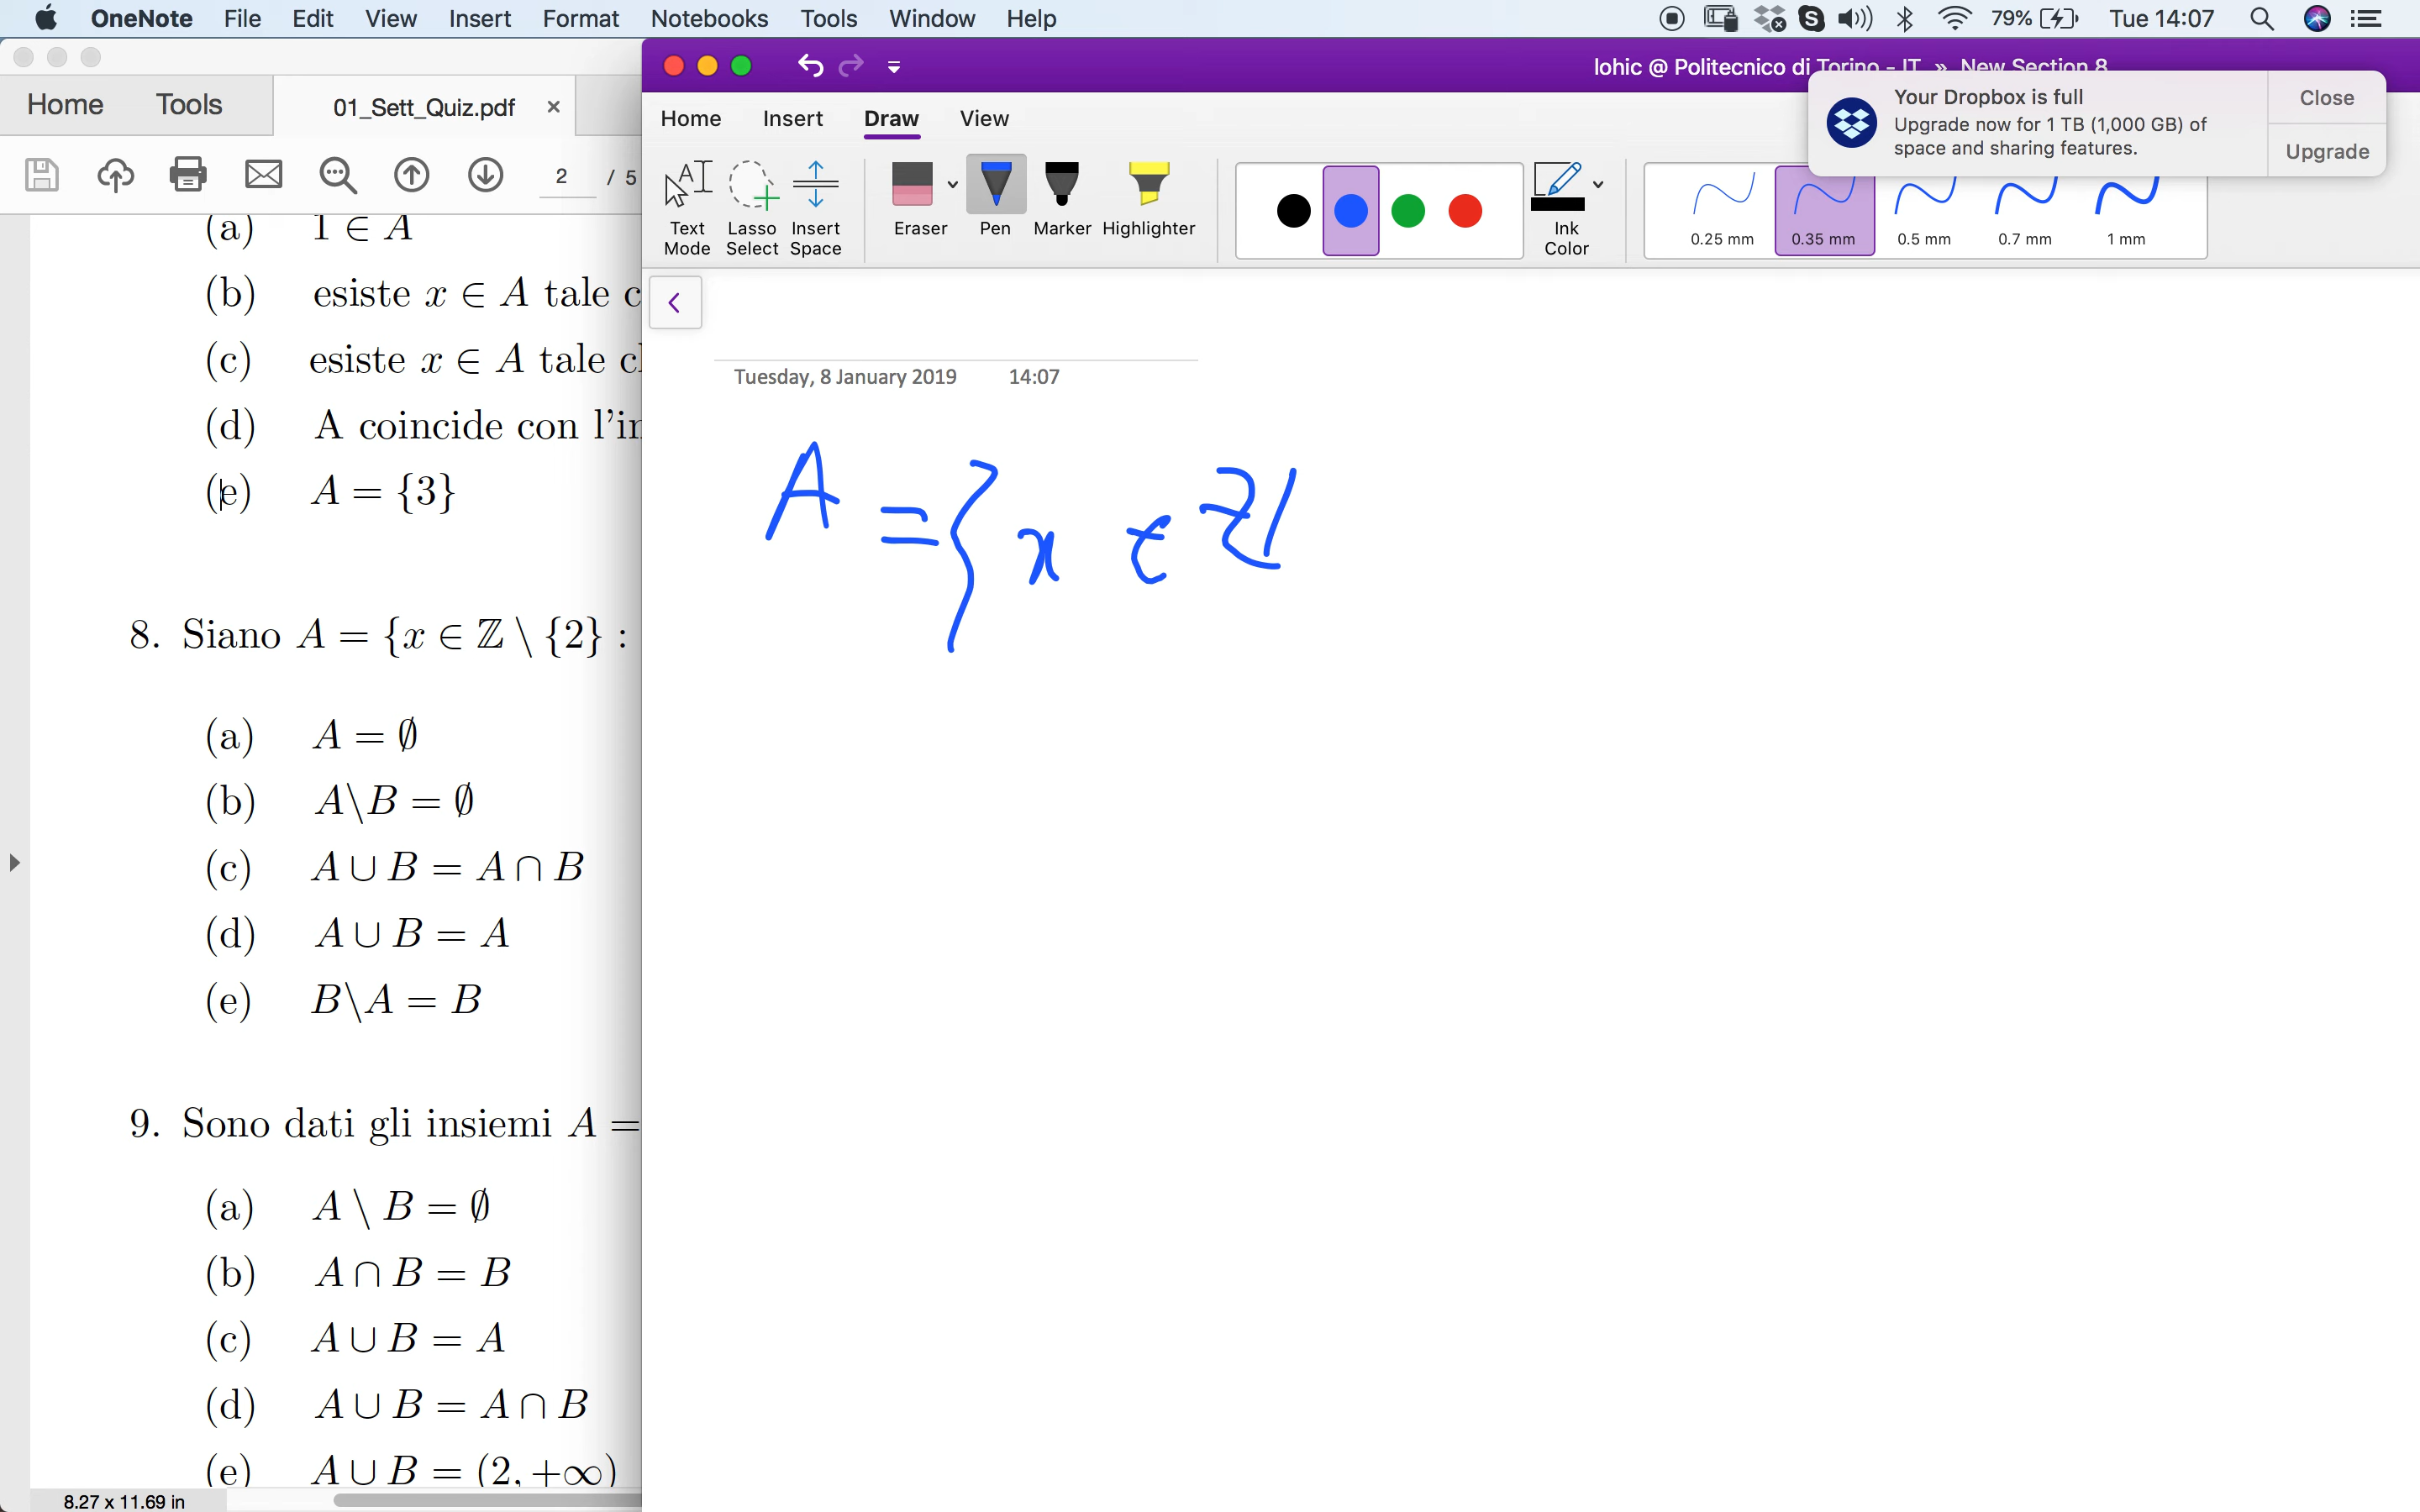 OneNote File Edit View Insert Format Notebooks Tools Window Help 79% Tue 14:07
lohic @ Politecnico di Torino - IT » New Section 8
Home Tools 01_Sett_Quiz.pdf ×
2 / 5
(a) 1 ∈ A
(b) esiste x ∈ A tale
(c) esiste x ∈ A tale
(d) A coincide con
(e) A = {3}
8. Siano A = {x ∈ ℤ \ {2} :
(a) A = ∅
(b) A\B = ∅
(c) A ∪ B = A ∩ B
(d) A ∪ B = A
(e) B\A = B
9. Sono dati gli insiemi A =
(a) A \ B = ∅
(b) A ∩ B = B
(c) A ∪ B = A
(d) A ∪ B = A ∩ B
(e) A ∪ B = (2, +∞)
8.27 x 11.69 in
Home Insert Draw View
Text Mode
Lasso Select
Insert Space
Eraser
Pen
Marker
Highlighter
Ink Color
0.25 mm 0.35 mm 0.5 mm 0.7 mm 1 mm
Your Dropbox is full
Upgrade now for 1 TB (1,000 GB) of
space and sharing features.
Close
Upgrade
Tuesday, 8 January 2019 14:07
A = { x ∈ ℤ